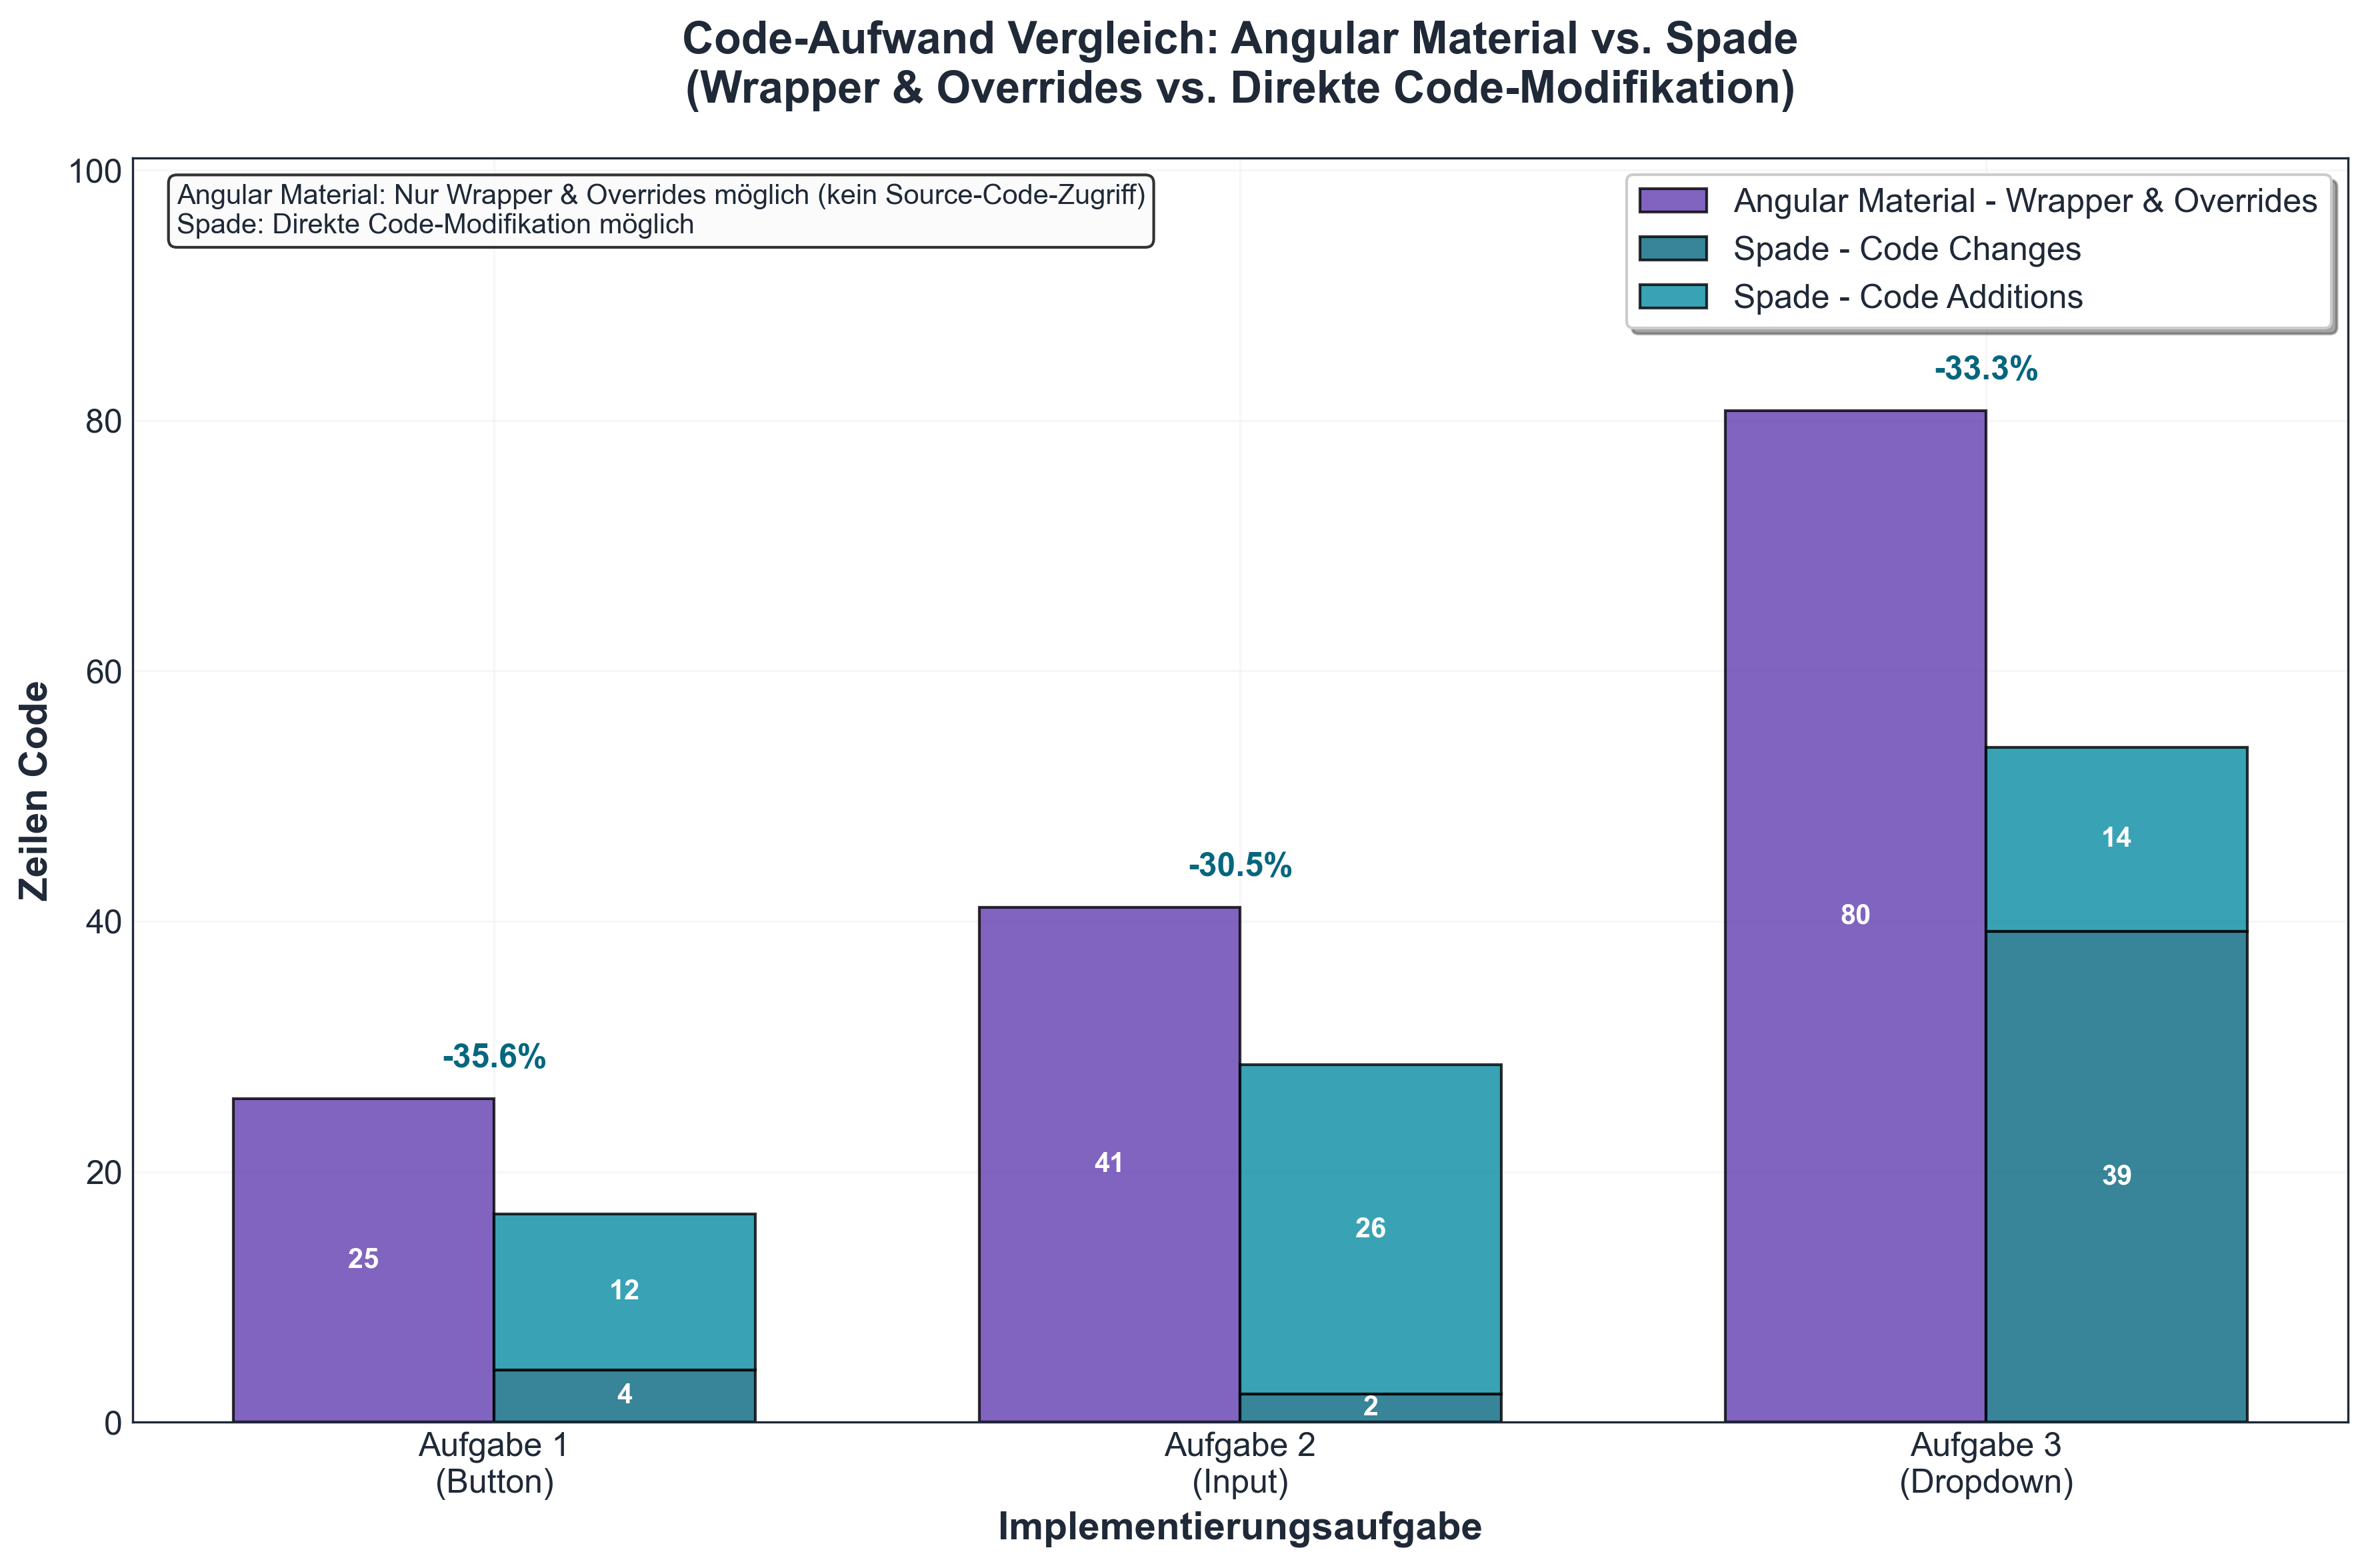 Code-Aufwand Vergleich: Angular Material vs. Spade
(Wrapper & Overrides vs. Direkte Code-Modifikation)
Angular Material: Nur Wrapper & Overrides möglich (kein Source-Code-Zugriff)
Spade: Direkte Code-Modifikation möglich
Angular Material - Wrapper & Overrides
Spade - Code Changes
Spade - Code Additions
Zeilen Code
100
80
60
40
20
0
-35.6%
25
12
4
-30.5%
41
26
2
-33.3%
80
14
39
Aufgabe 1
(Button)
Aufgabe 2
(Input)
Aufgabe 3
(Dropdown)
Implementierungsaufgabe